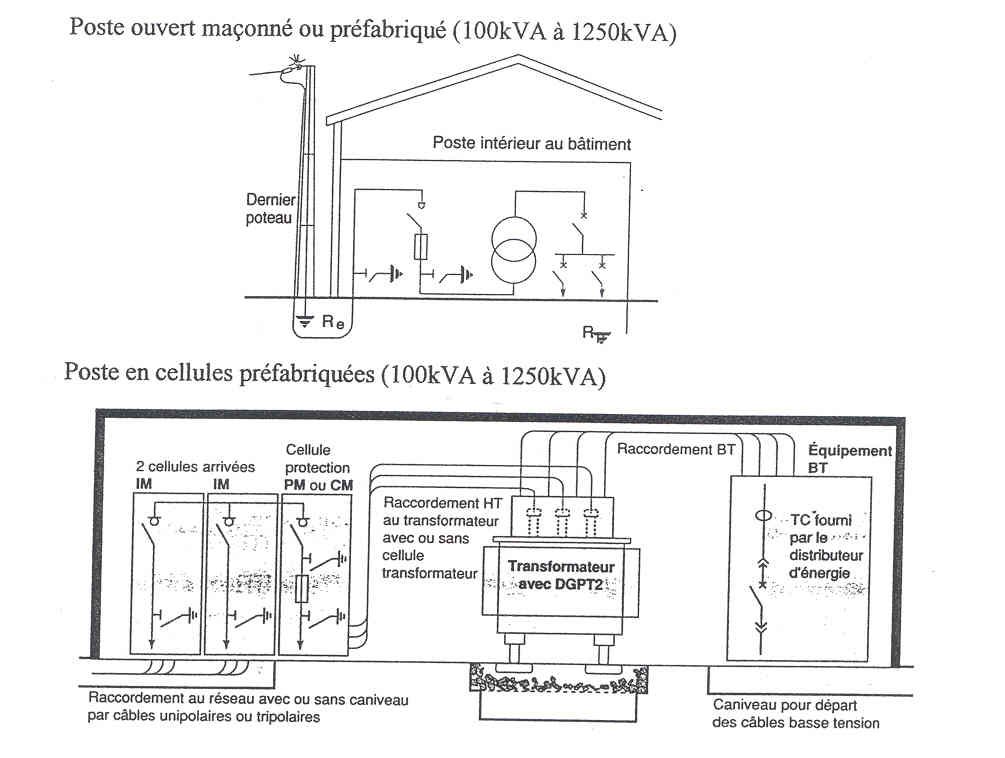 Poste ouvert maçonné ou préfabriqué (100kVA à 1250kVA)
Poste intérieur au bâtiment
Dernier
poteau
Re
Rp
Poste en cellules préfabriquées (100kVA à 1250kVA)
2 cellules arrivées
IM
IM
Cellule
protection
PM ou CM
Raccordement HT
au transformateur
avec ou sans
cellule
transformateur
Raccordement BT
Équipement
BT
TC fourni
par le
distributeur
d'énergie
Transformateur
avec DGPT2
Raccordement au réseau avec ou sans caniveau
par câbles unipolaires ou tripolaires
Caniveau pour départ
des câbles basse tension